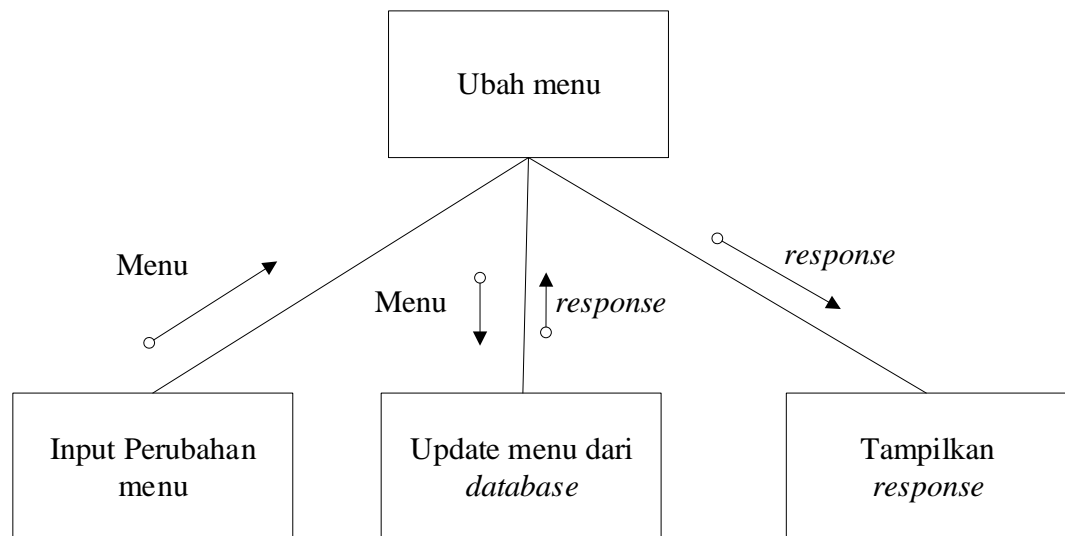 Ubah menu
Menu
response
Menu
response
Input Perubahan
menu
Update menu dari
database
Tampilkan
response